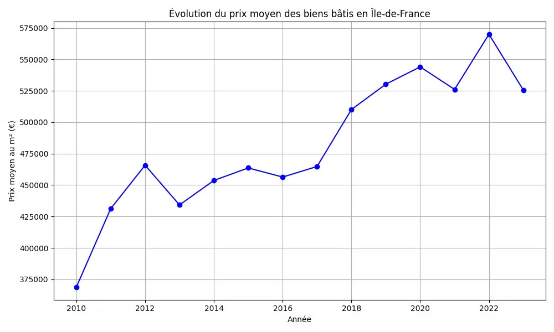 Évolution du prix moyen des biens bâtis en Île-de-France
575000
550000
525000
500000
475000
450000
425000
400000
375000
Prix moyen au m² (€)
2010 2012 2014 2016 2018 2020 2022
Année